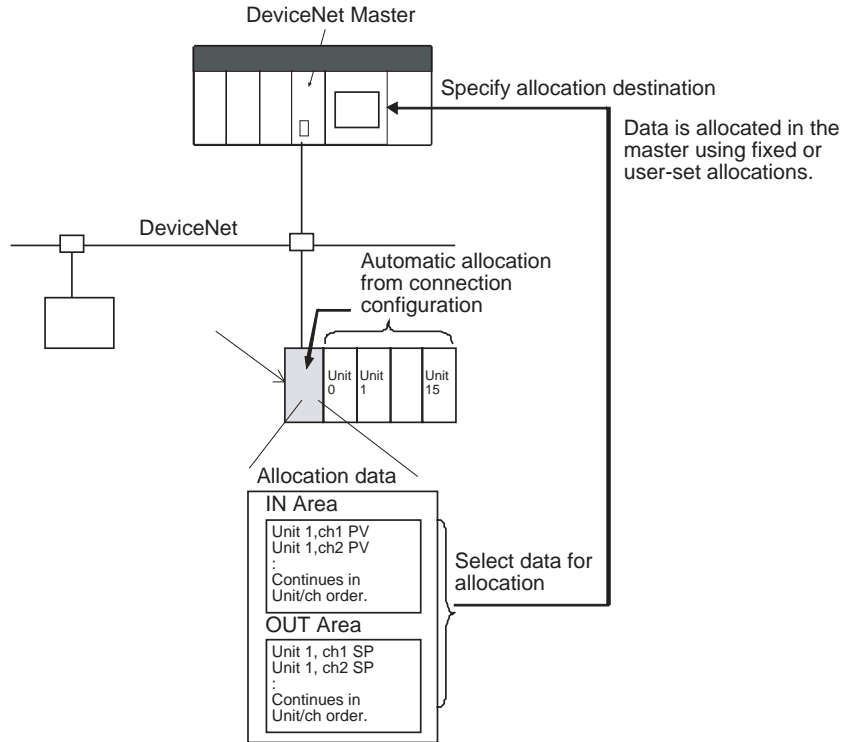 DeviceNet Master
Specify allocation destination
Data is allocated in the
master using fixed or
user-set allocations.
DeviceNet
Automatic allocation
from connection
configuration
Unit
0
Unit
1
Unit
15
Allocation data
IN Area
Unit 1,ch1 PV
Unit 1,ch2 PV
:
Continues in
Unit/ch order.
Select data for
allocation
OUT Area
Unit 1, ch1 SP
Unit 1, ch2 SP
:
Continues in
Unit/ch order.